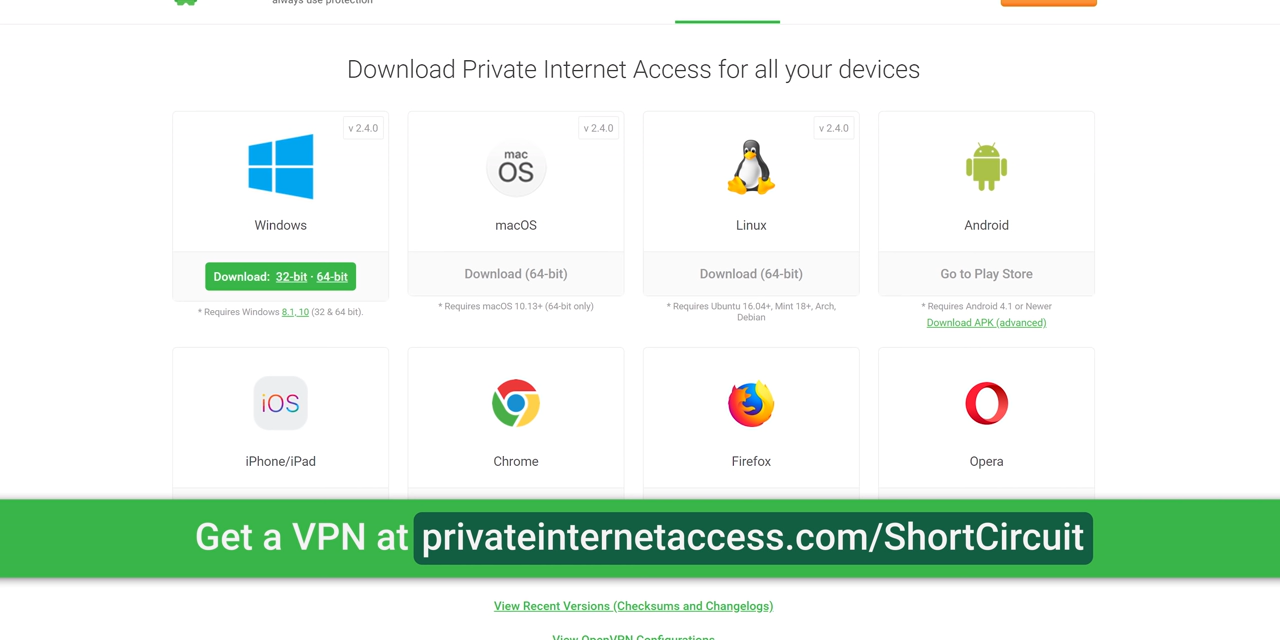 always use protection
Download Private Internet Access for all your devices
v 2.4.0
v 2.4.0
v 2.4.0
mac
OS
Windows
macOS
Linux
Android
Download: 32-bit · 64-bit
Download (64-bit)
Download (64-bit)
Go to Play Store
* Requires Windows 8.1, 10 (32 & 64 bit).
* Requires macOS 10.13+ (64-bit only)
* Requires Ubuntu 16.04+, Mint 18+, Arch,
Debian
* Requires Android 4.1 or Newer
Download APK (advanced)
iOS
iPhone/iPad
Chrome
Firefox
Opera
Get a VPN at privateinternetaccess.com/ShortCircuit
View Recent Versions (Checksums and Changelogs)
View OpenVPN Configurations